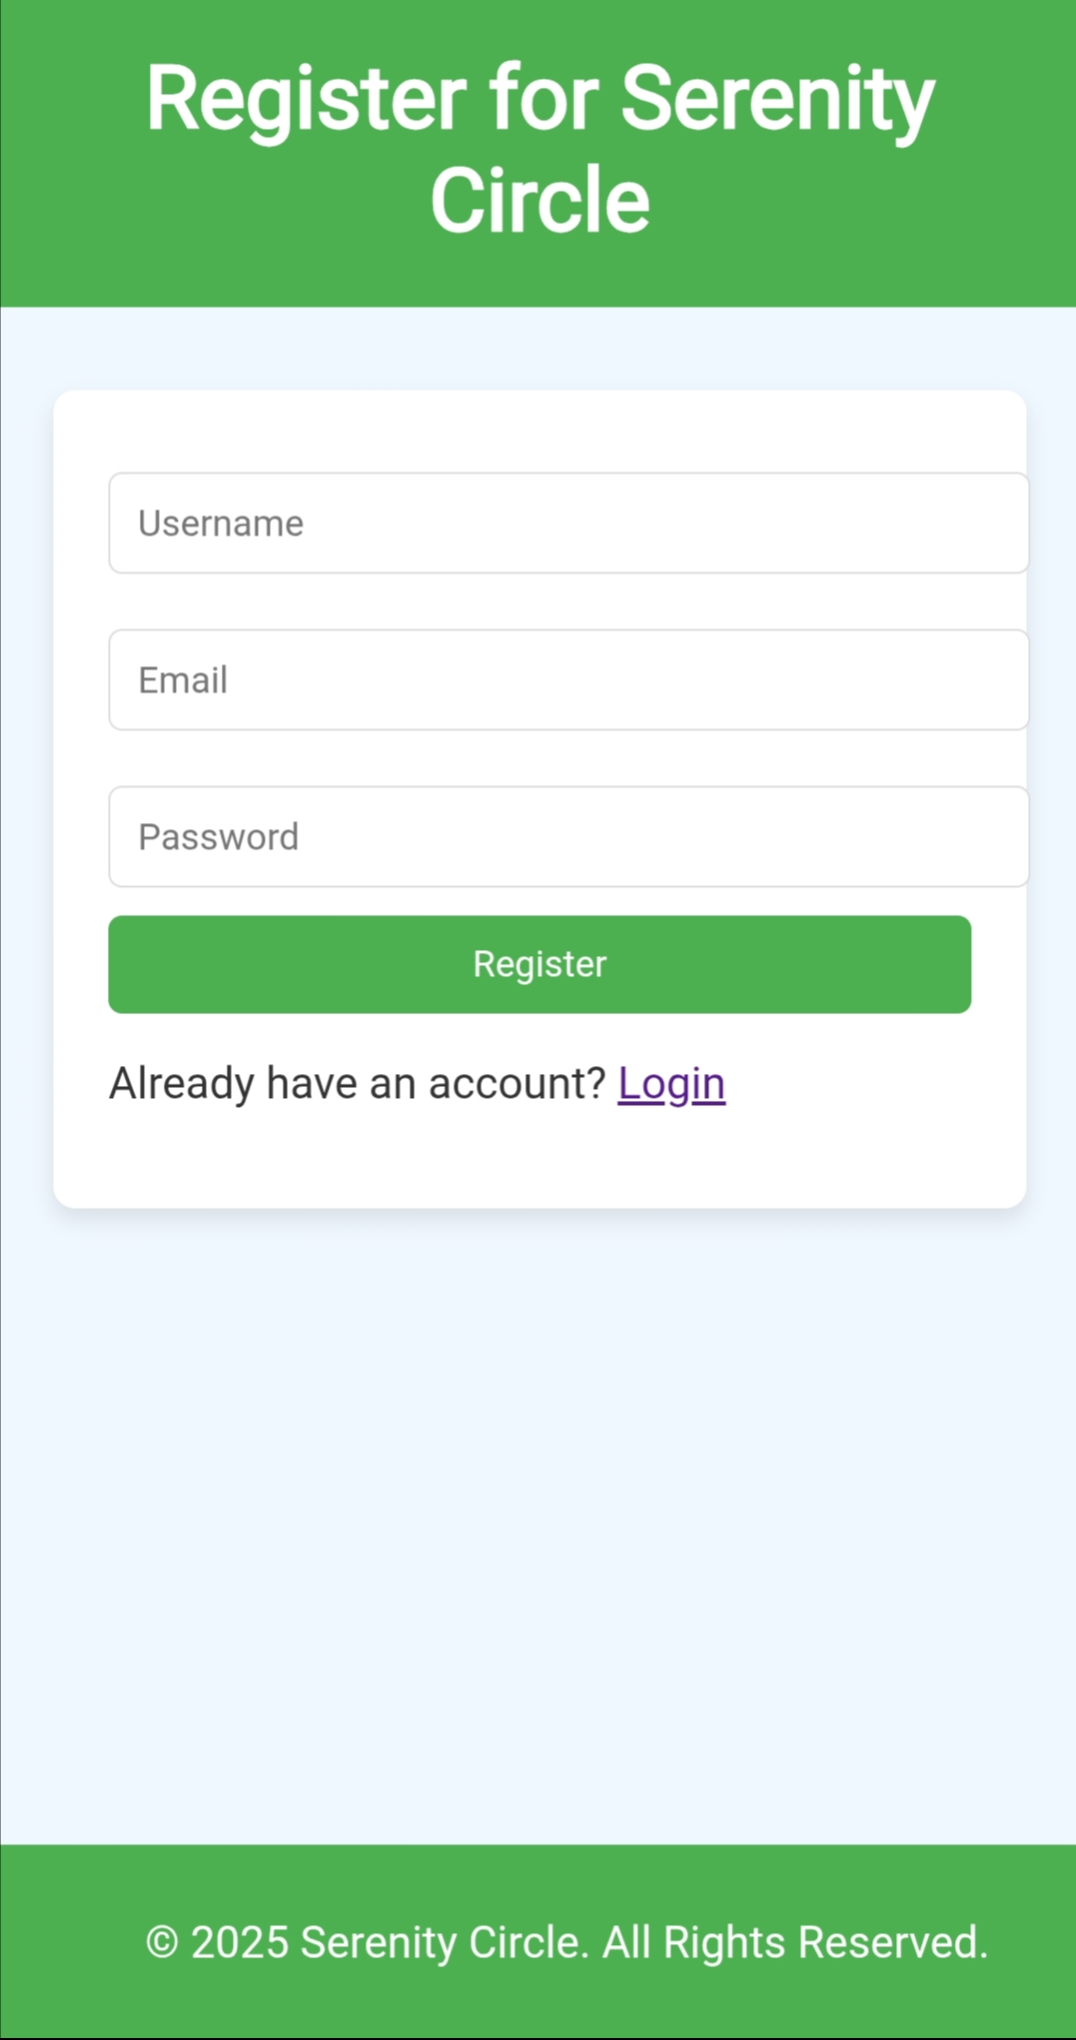 Register for Serenity
Circle
Username
Email
Password
Register
Already have an account? Login
© 2025 Serenity Circle. All Rights Reserved.